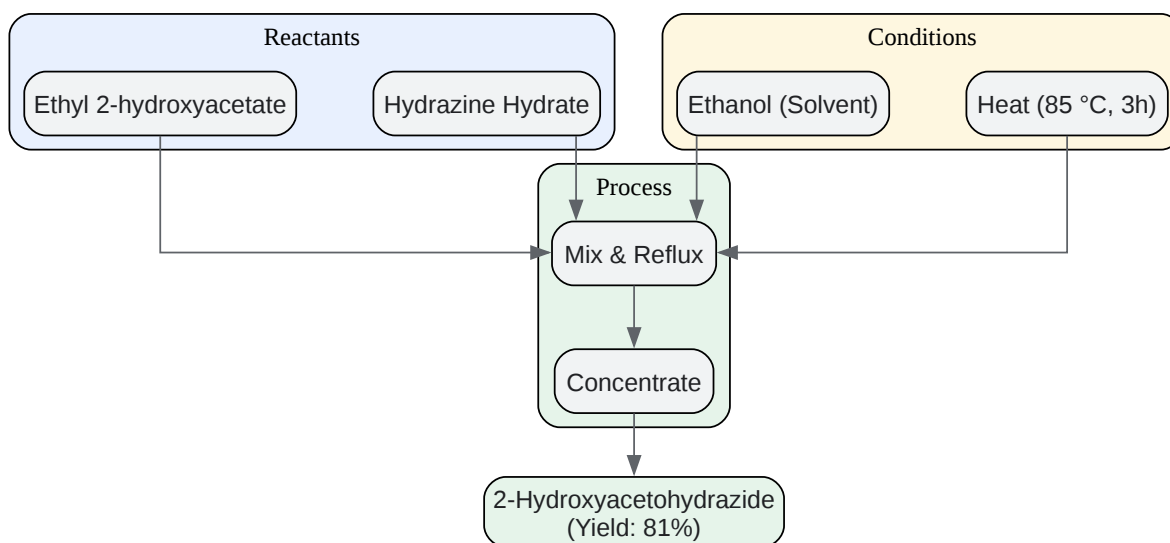 Reactants
Conditions
Ethyl 2-hydroxyacetate
Hydrazine Hydrate
Ethanol (Solvent)
Heat (85 °C, 3h)
Process
Mix & Reflux
Concentrate
2-Hydroxyacetohydrazide
(Yield: 81%)